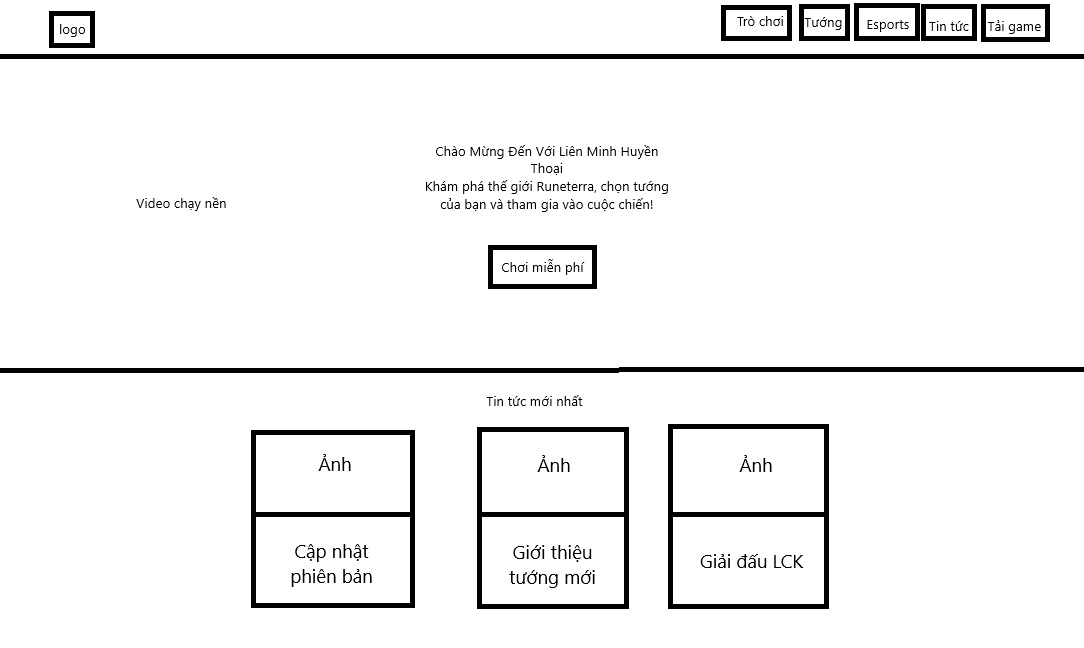 logo
Trò chơi
Tướng
Esports
Tin tức
Tải game
Chào Mừng Đến Với Liên Minh Huyền
Thoại
Khám phá thế giới Runeterra, chọn tướng
của bạn và tham gia vào cuộc chiến!
Video chạy nền
Chơi miễn phí
Tin tức mới nhất
Ảnh
Ảnh
Ảnh
Cập nhật
phiên bản
Giới thiệu
tướng mới
Giải đấu LCK